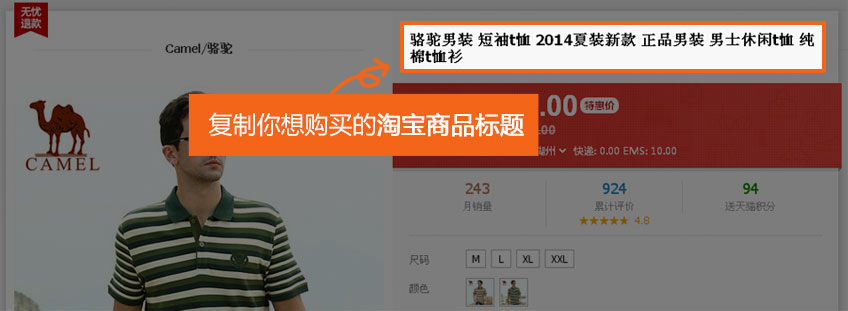 无忧
退款
Camel/骆驼
骆驼男装 短袖t恤 2014夏装新款 正品男装 男士休闲t恤 纯
棉t恤衫
CAMEL
复制你想购买的淘宝商品标题
.00 特惠价
.00
湖州 快递: 0.00 EMS: 10.00
243 924 94
月销量 累计评价 送天猫积分
4.8
尺码 M L XL XXL
颜色